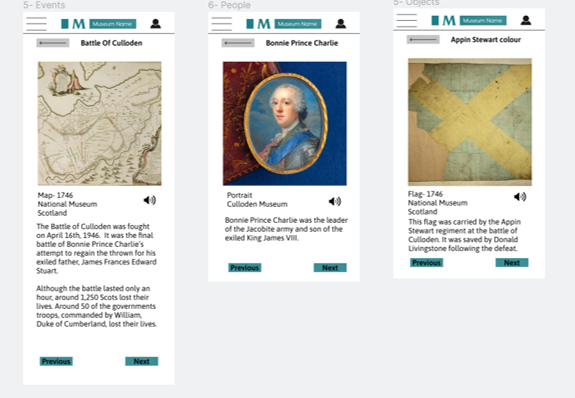 5- Events
M Museum Name
Battle Of Culloden
Map- 1746
National Museum
Scotland
The Battle of Culloden was fought
on April 16th, 1946. It was the final
battle of Bonnie Prince Charlie's
attempt to regain the thrown for his
exiled father, James Frances Edward
Stuart.
Although the battle lasted only an
hour, around 1,250 Scots lost their
lives. Around 50 of the governments
troops, commanded by William,
Duke of Cumberland, lost their lives.
Previous
Next
6- People
M Museum Name
Bonnie Prince Charlie
Portrait
Culloden Museum
Bonnie Prince Charlie was the leader
of the Jacobite army and son of the
exiled King James VIII.
Previous
Next
5- Objects
M Museum Name
Appin Stewart colour
Flag- 1746
National Museum
Scotland
This flag was carried by the Appin
Stewart regiment at the battle of
Culloden. It was saved by Donald
Livingstone following the defeat.
Previous
Next